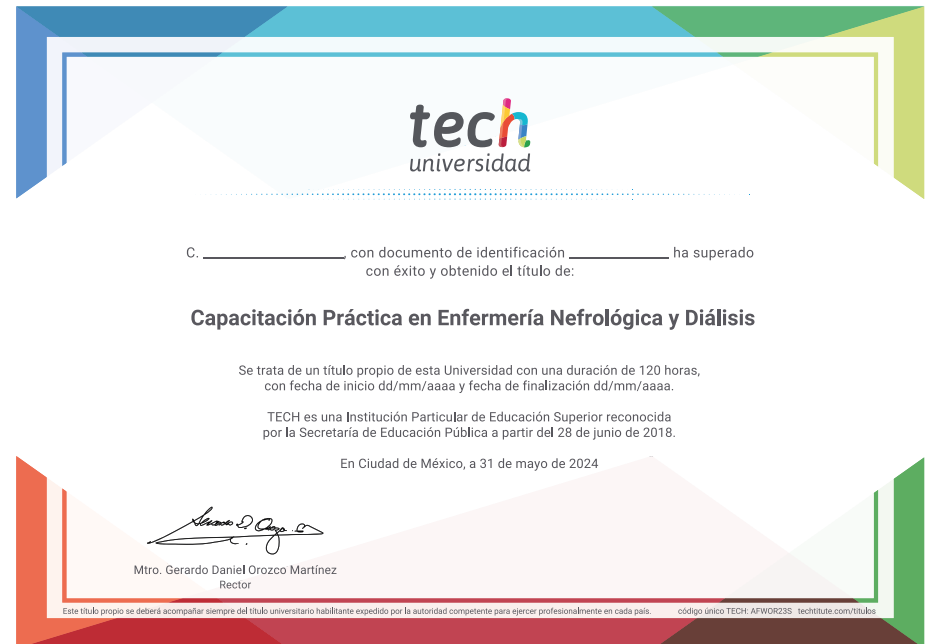 tech
universidad
C. ____________________, con documento de identificación ______________ ha superado
con éxito y obtenido el título de:
Capacitación Práctica en Enfermería Nefrológica y Diálisis
Se trata de un título propio de esta Universidad con una duración de 120 horas,
con fecha de inicio dd/mm/aaaa y fecha de finalización dd/mm/aaaa.
TECH es una Institución Particular de Educación Superior reconocida
por la Secretaría de Educación Pública a partir del 28 de junio de 2018.
En Ciudad de México, a 31 de mayo de 2024
Mtro. Gerardo Daniel Orozco Martínez
Rector
Este título propio se deberá acompañar siempre del título universitario habilitante expedido por la autoridad competente para ejercer profesionalmente en cada país. código único TECH: AFWOR23S techtitute.com/titulos